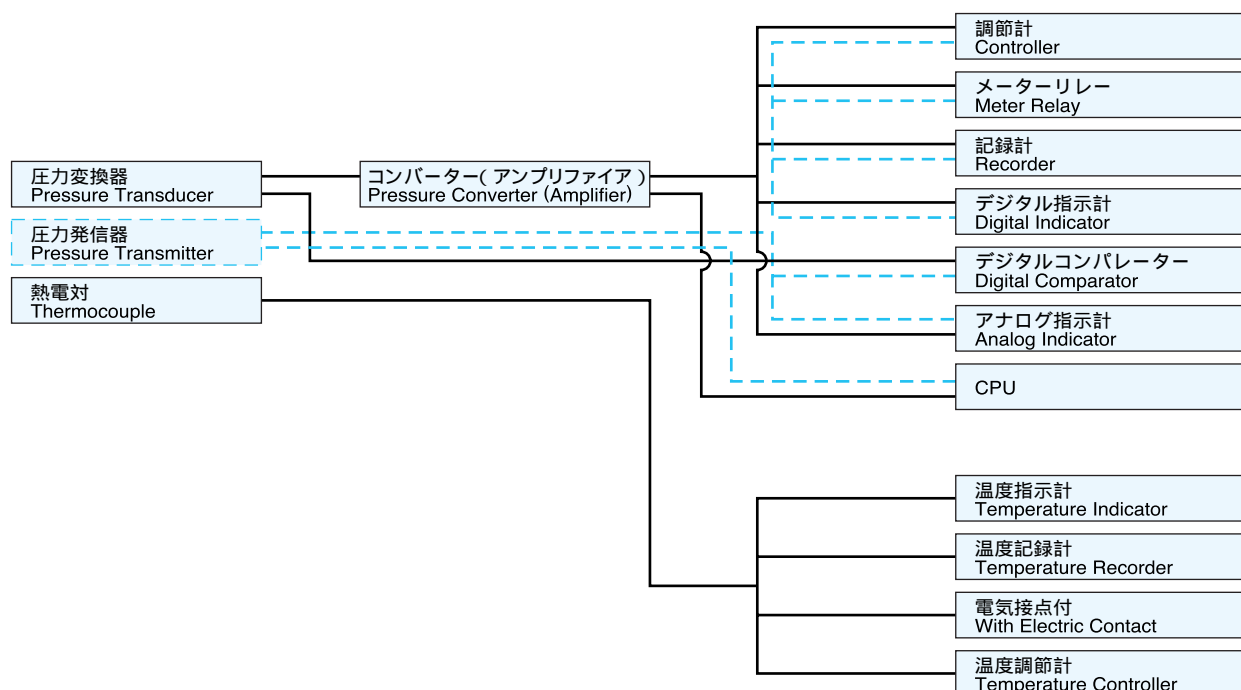 圧力変換器
Pressure Transducer
圧力発信器
Pressure Transmitter
熱電対
Thermocouple
コンバーター(アンプリファイア)
Pressure Converter (Amplifier)
調節計
Controller
メーターリレー
Meter Relay
記録計
Recorder
デジタル指示計
Digital Indicator
デジタルコンパレーター
Digital Comparator
アナログ指示計
Analog Indicator
CPU
温度指示計
Temperature Indicator
温度記録計
Temperature Recorder
電気接点付
With Electric Contact
温度調節計
Temperature Controller